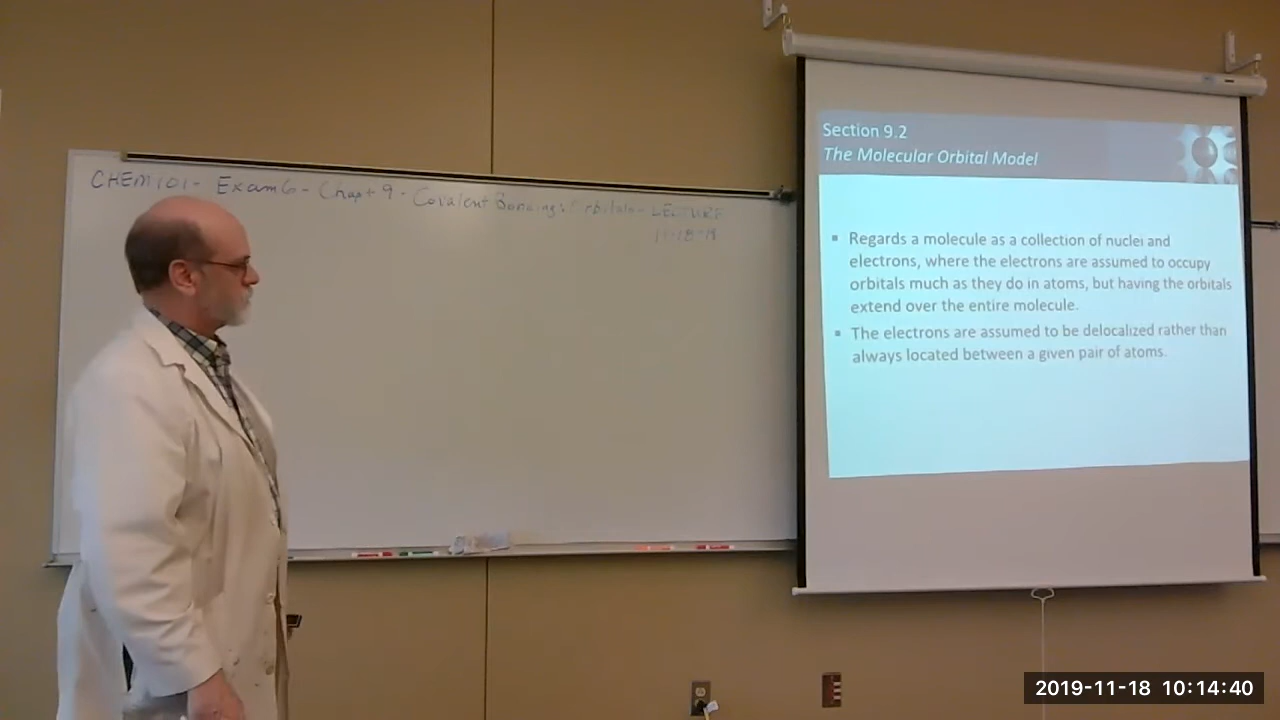 CHEM 101 - Exam 6 - Chapt 9 - Covalent Bonding: Orbitals - LECTURE
11-18-19
Section 9.2
The Molecular Orbital Model
Regards a molecule as a collection of nuclei and
electrons, where the electrons are assumed to occupy
orbitals much as they do in atoms, but having the orbitals
extend over the entire molecule.
The electrons are assumed to be delocalized rather than
always located between a given pair of atoms.
2019-11-18 10:14:40